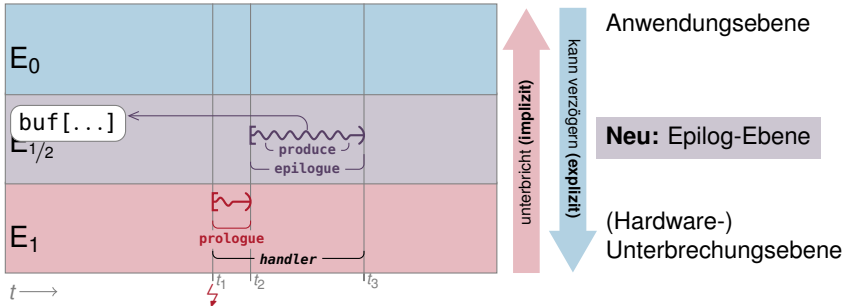 E0
buf[...]
E1/2
produce
epilogue
E1
prologue
handler
t
t1
t2
t3
unterbricht (implizit)
kann verzögern (explizit)
Anwendungsebene
Neu: Epilog-Ebene
(Hardware-)
Unterbrechungsebene